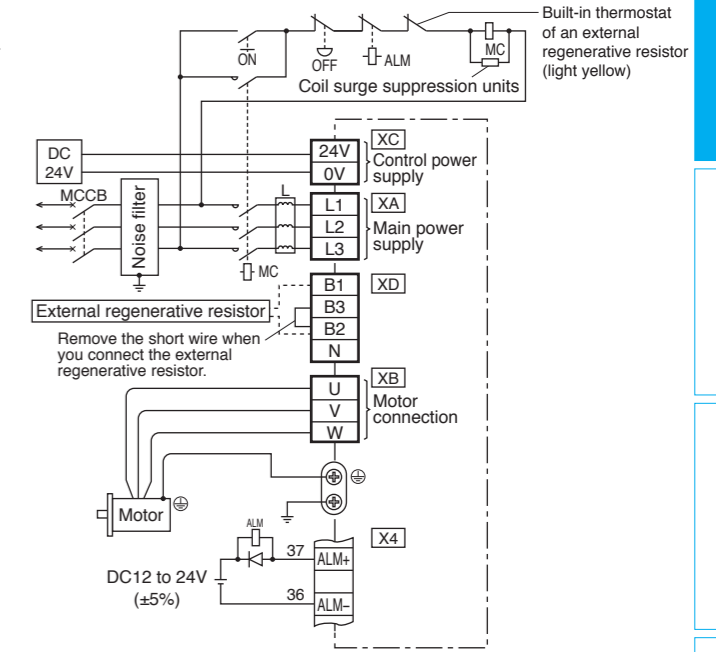 Built-in thermostat
of an external
regenerative resistor
(light yellow)
ON
OFF
ALM
MC
Coil surge suppression units
DC
24V
24V
0V
XC
Control power
supply
MCCB
Noise filter
L
L1
L2
L3
XA
Main power
supply
MC
External regenerative resistor
Remove the short wire when
you connect the external
regenerative resistor.
B1
B3
B2
N
XD
U
V
W
XB
Motor
connection
Motor
ALM
DC12 to 24V
(±5%)
37
36
ALM+
ALM−
X4